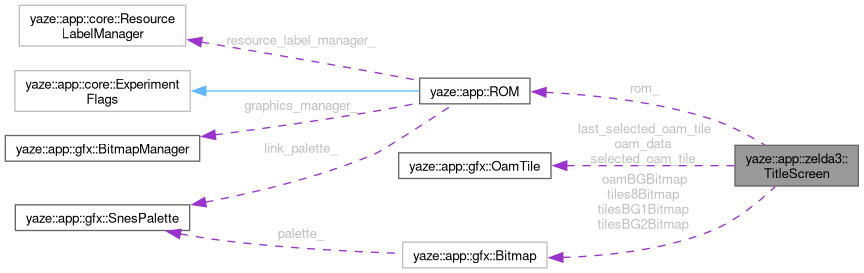 yaze::app::core::Resource
LabelManager
resource_label_manager_
yaze::app::core::Experiment
Flags
yaze::app::ROM
rom_
graphics_manager_
last_selected_oam_tile
oam_data
selected_oam_tile
yaze::app::gfx::BitmapManager
link_palette_
yaze::app::gfx::OamTile
yaze::app::zelda3::
TitleScreen
oamBGBitmap
tiles8Bitmap
tilesBG1Bitmap
tilesBG2Bitmap
yaze::app::gfx::SnesPalette
palette_
yaze::app::gfx::Bitmap